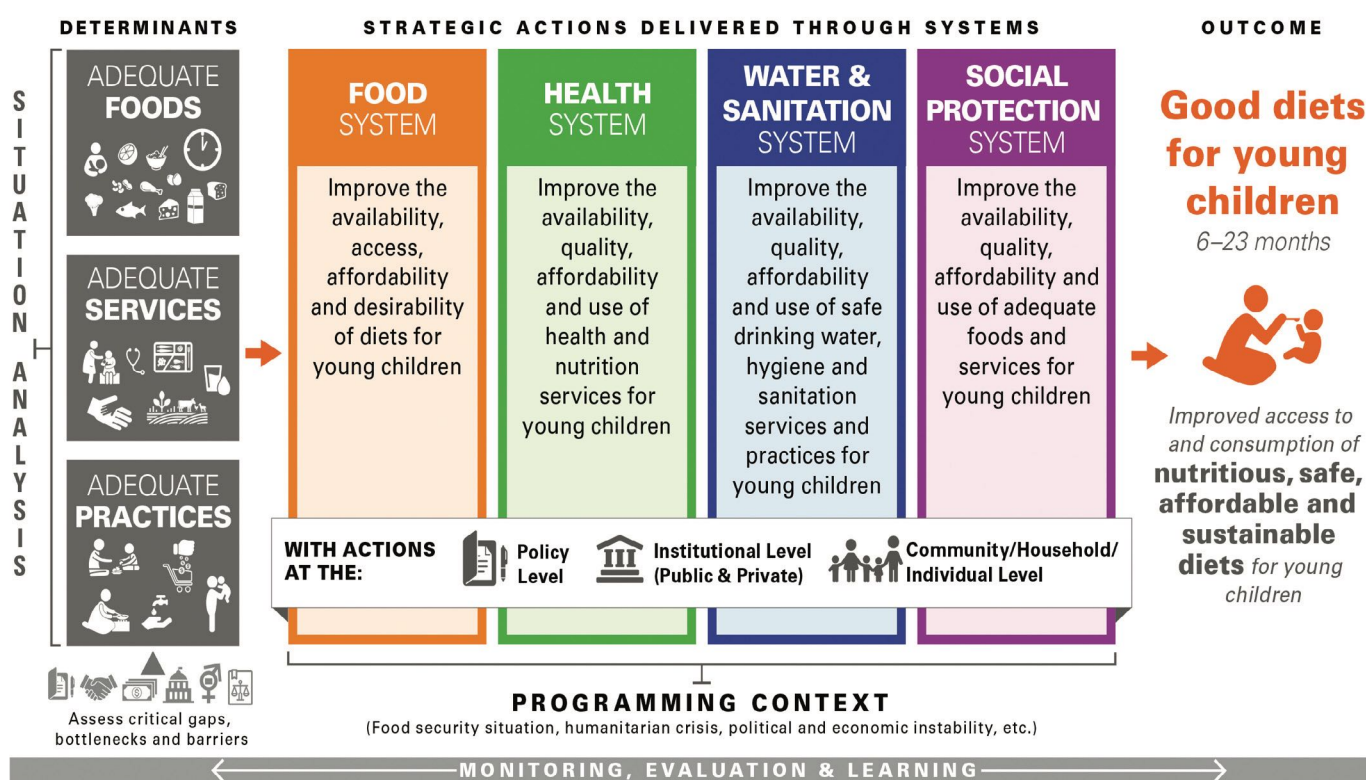 DETERMINANTS
STRATEGIC ACTIONS DELIVERED THROUGH SYSTEMS
OUTCOME
SITUATION ANALYSIS
ADEQUATE
FOODS
ADEQUATE
SERVICES
ADEQUATE
PRACTICES
Assess critical gaps,
bottlenecks and barriers
FOOD
SYSTEM
Improve the
availability,
access,
affordability
and desirability
of diets for
young children
HEALTH
SYSTEM
Improve the
availability,
quality,
affordability
and use of
health and
nutrition
services for
young children
WATER &
SANITATION
SYSTEM
Improve the
availability,
quality,
affordability
and use of safe
drinking water,
hygiene and
sanitation
services and
practices for
young children
SOCIAL
PROTECTION
SYSTEM
Improve the
availability,
quality,
affordability and
use of adequate
foods and
services for
young children
WITH ACTIONS
AT THE:
Policy
Level
Institutional Level
(Public & Private)
Community/Household/
Individual Level
PROGRAMMING CONTEXT
(Food security situation, humanitarian crisis, political and economic instability, etc.)
Good diets
for young
children
6–23 months
Improved access to
and consumption of
nutritious, safe,
affordable and
sustainable
diets for young
children
MONITORING, EVALUATION & LEARNING